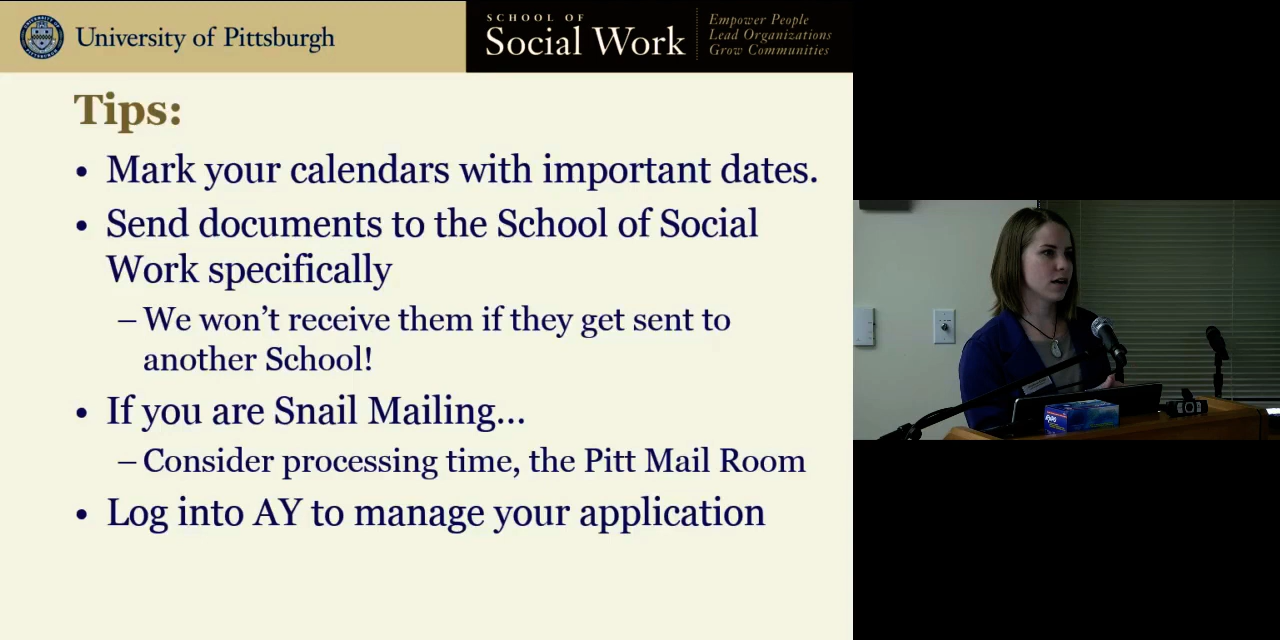 University of Pittsburgh
SCHOOL OF
Social Work
Empower People
Lead Organizations
Grow Communities
Tips:
• Mark your calendars with important dates.
• Send documents to the School of Social
Work specifically
– We won’t receive them if they get sent to
another School!
• If you are Snail Mailing...
– Consider processing time, the Pitt Mail Room
• Log into AY to manage your application